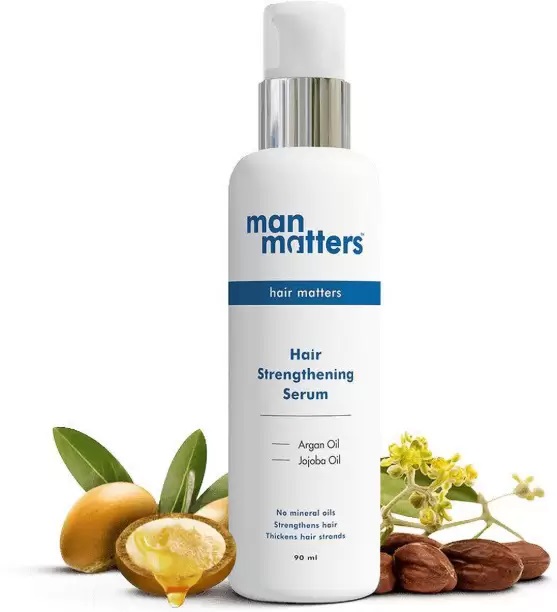 man
matters™
hair matters
Hair
Strengthening
Serum
Argan Oil
Jojoba Oil
No mineral oils
Strengthens hair
Thickens hair strands
90 ml